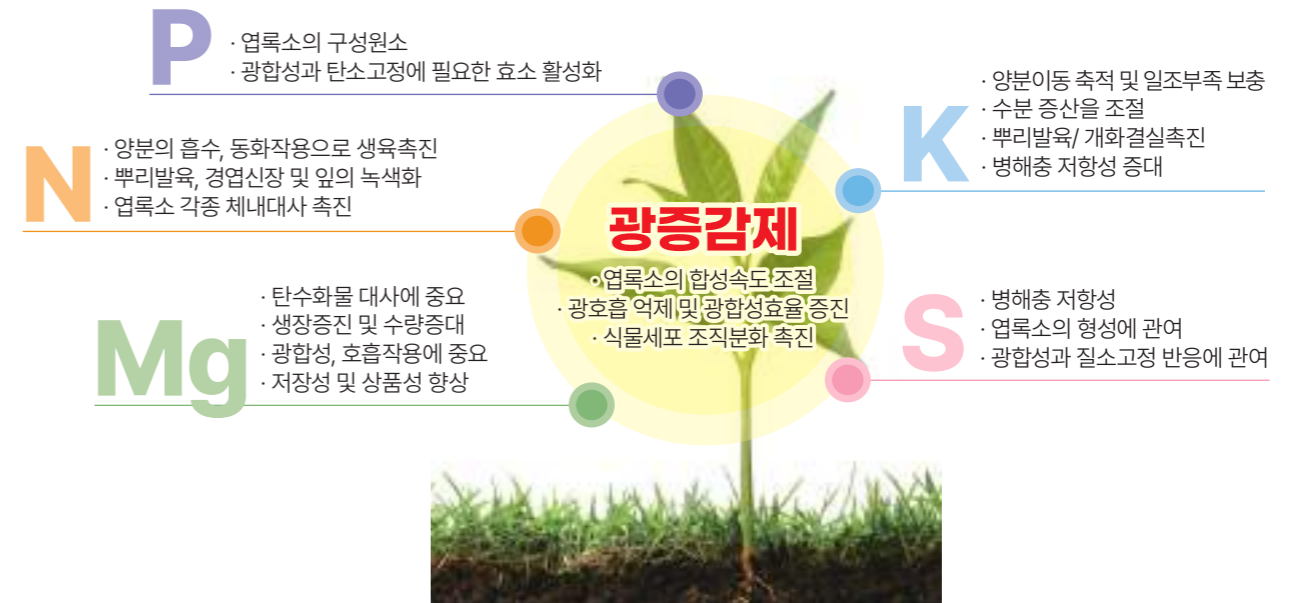 P
· 엽록소의 구성원소
· 광합성과 탄소고정에 필요한 효소 활성화
N
· 양분의 흡수, 동화작용으로 생육촉진
· 뿌리발육, 경엽신장 및 잎의 녹색화
· 엽록소 각종 체내대사 촉진
Mg
· 탄수화물 대사에 중요
· 생장증진 및 수량증대
· 광합성, 호흡작용에 중요
· 저장성 및 상품성 향상
광증감제
· 엽록소의 합성속도 조절
· 광호흡 억제 및 광합성효율 증진
· 식물세포 조직분화 촉진
K
· 양분이동 축적 및 일조부족 보충
· 수분 증산을 조절
· 뿌리발육/ 개화결실촉진
· 병해충 저항성 증대
S
· 병해충 저항성
· 엽록소의 형성에 관여
· 광합성과 질소고정 반응에 관여